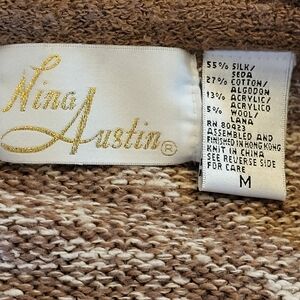 Nina
Austin®
55% SILK/
SEDA
27% COTTON/
ALGODON
13% ACRYLIC/
ACRYLICO
5% WOOL/
LANA
RN 80423
ASSEMBLED AND
FINISHED IN HONG KONG
KNIT IN CHINA
SEE REVERSE SIDE
FOR CARE
M